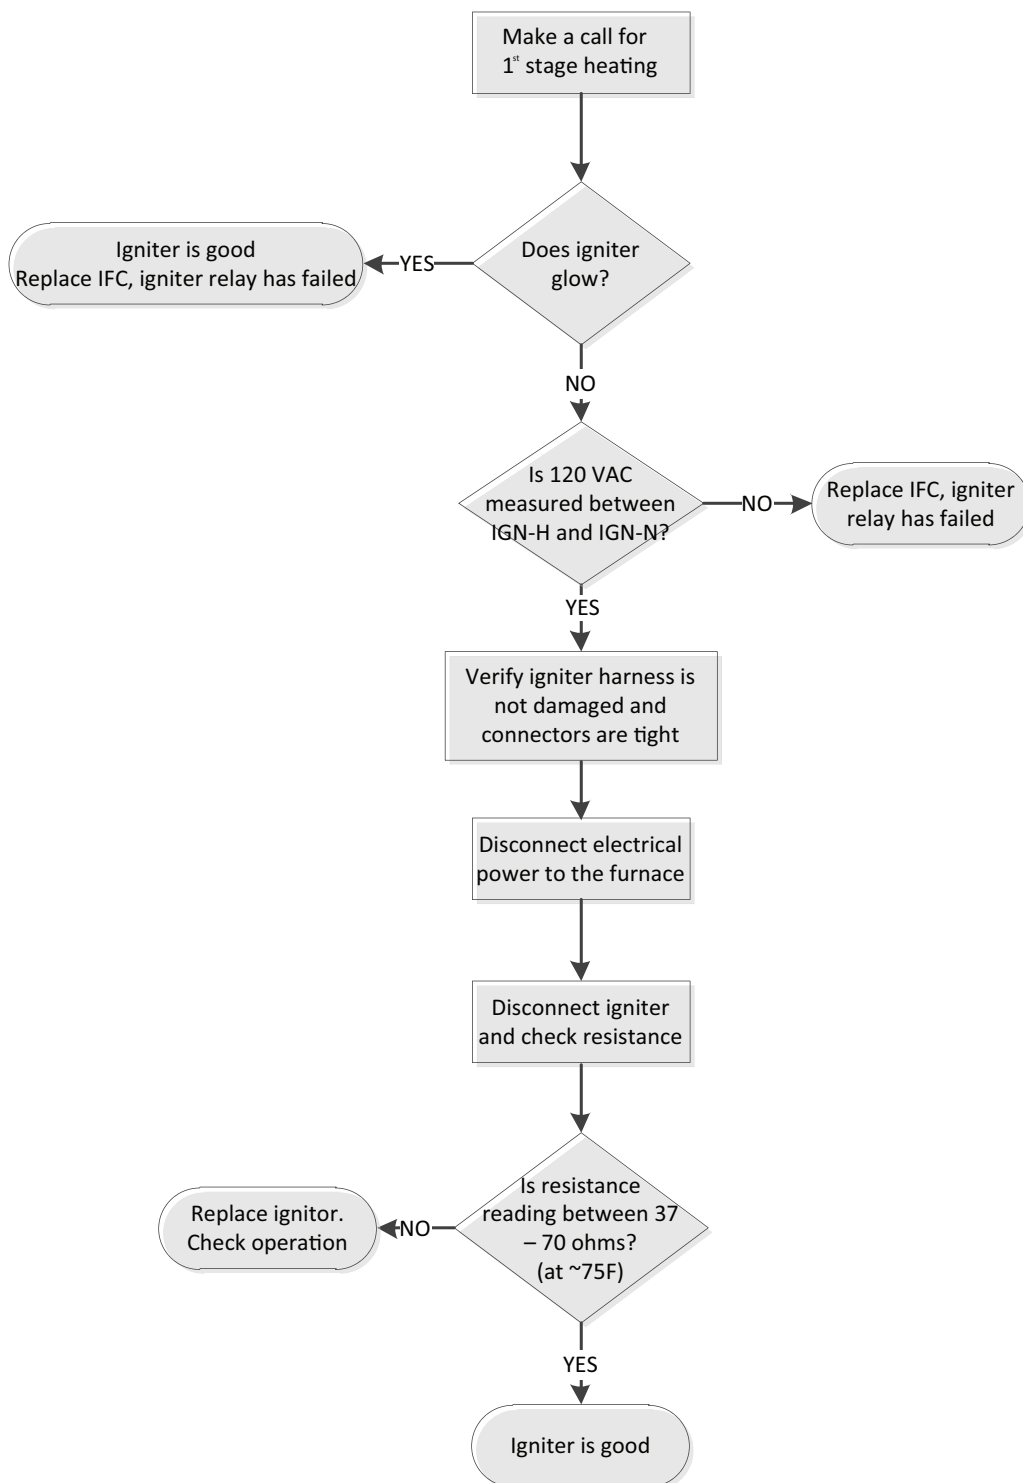 Make a call for
1st stage heating
Does igniter
glow?
YES
Igniter is good
Replace IFC, igniter relay has failed
NO
Is 120 VAC
measured between
IGN-H and IGN-N?
NO
Replace IFC, igniter
relay has failed
YES
Verify igniter harness is
not damaged and
connectors are tight
Disconnect electrical
power to the furnace
Disconnect igniter
and check resistance
Is resistance
reading between 37
– 70 ohms?
(at ~75F)
NO
Replace ignitor.
Check operation
YES
Igniter is good